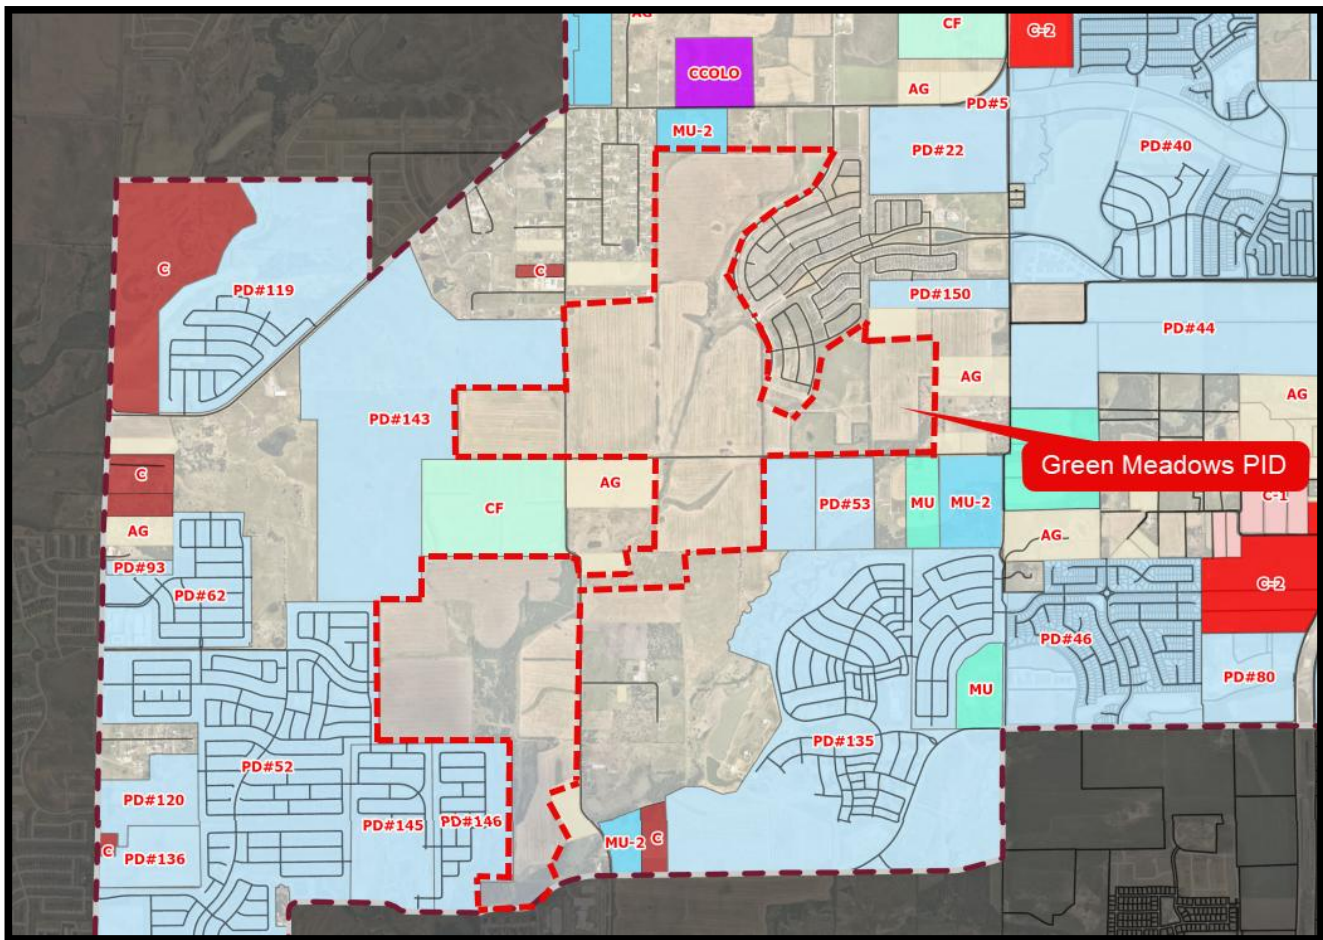 AG
CF
C-2
CCOLO
AG
PD#5
MU-2
PD#22
PD#40
C
C
PD#119
PD#150
PD#44
AG
AG
PD#143
Green Meadows PID
C
AG
CF
PD#53
MU
MU-2
C-1
AG
AG
PD#93
PD#62
C-2
PD#46
PD#80
MU
PD#135
PD#52
PD#120
PD#145
PD#146
MU-2
C
C
PD#136